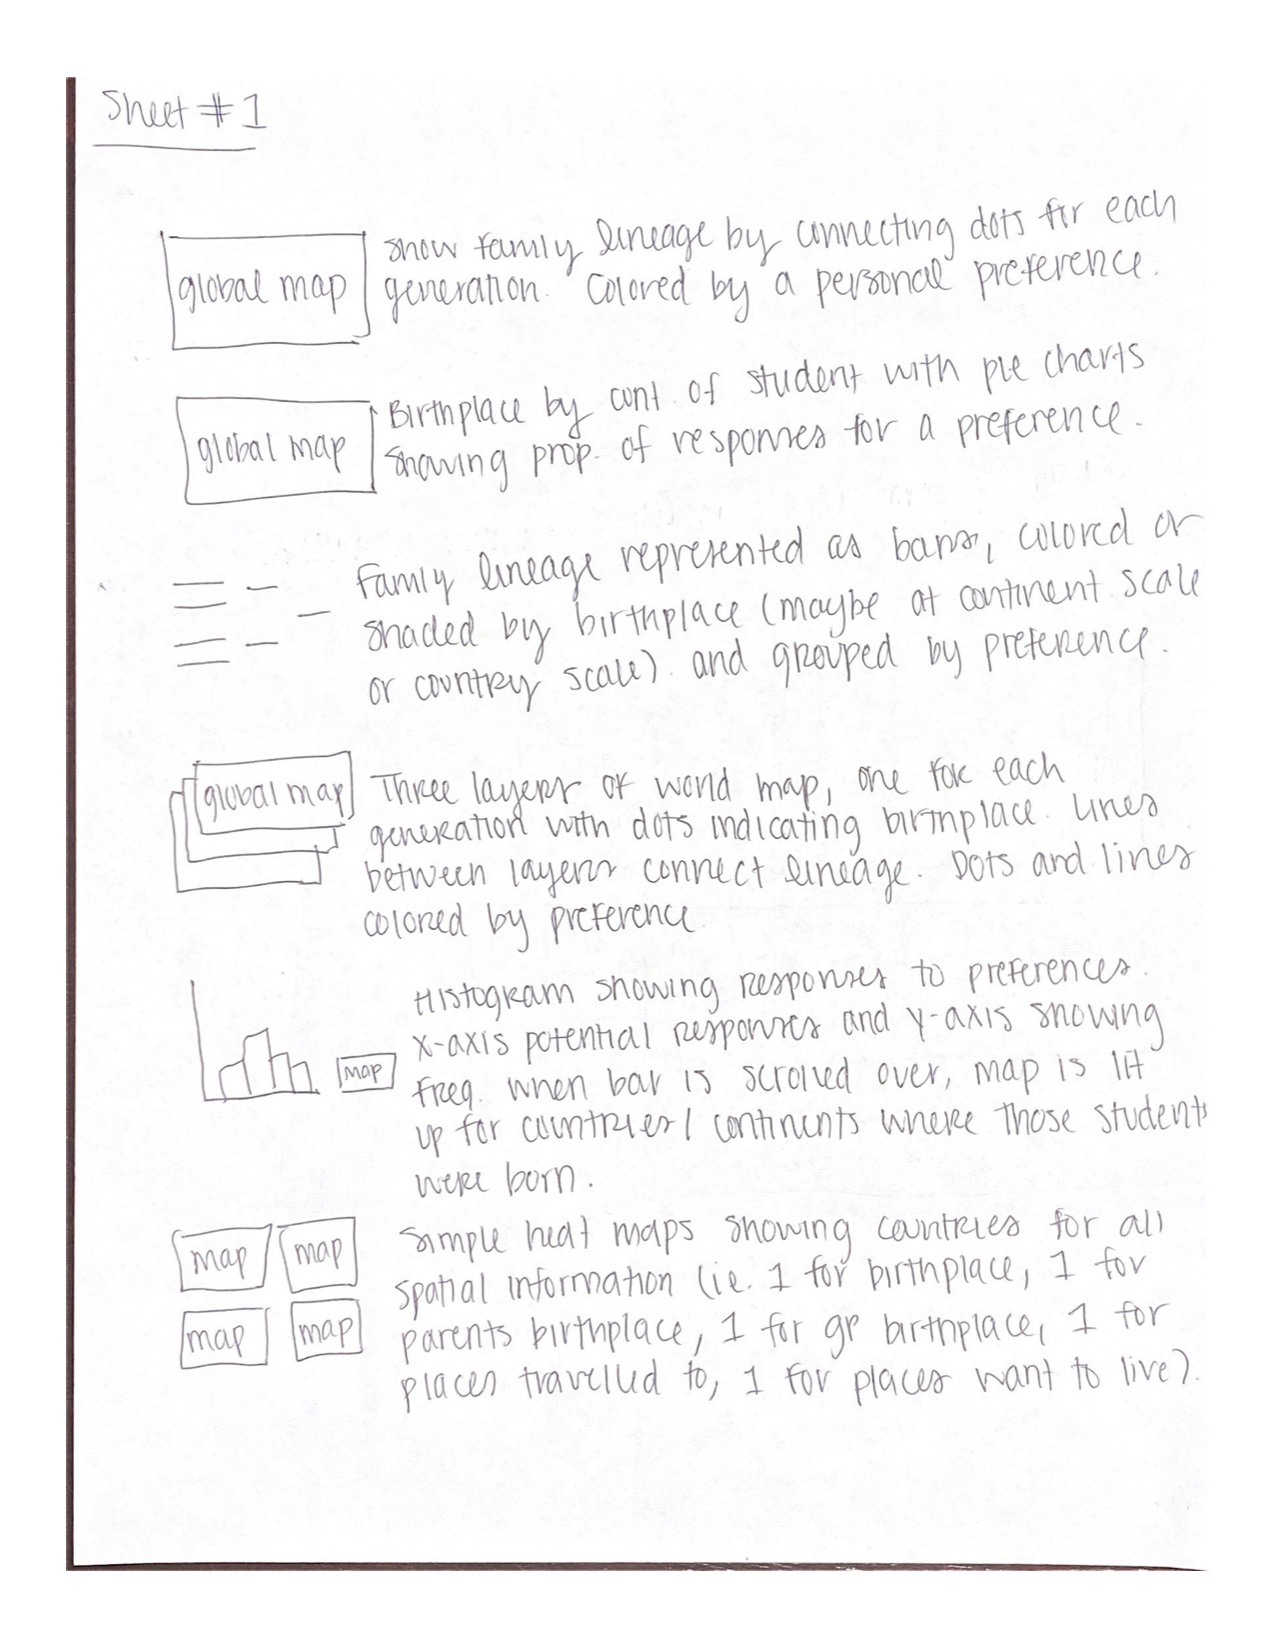 Sheet #1
global map
show family lineage by connecting dots for each
generation. Colored by a personal preference.
global map
Birthplace by cont. of student with pie charts
showing prop. of responses for a preference.
Family lineage represented as bars, colored or
shaded by birthplace (maybe at continent scale
or country scale). and grouped by preference.
global map
Three layers of world map, one for each
generation with dots indicating birthplace. Lines
between layers connect lineage. Dots and lines
colored by preference
map
Histogram showing responses to preferences.
X-axis potential responses and y-axis showing
freq. when bar is scrolled over, map is lit
up for countries/continents where those students
were born.
map map
map map
Simple heat maps showing countries for all
spatial information (ie. 1 for birthplace, 1 for
parents birthplace, 1 for gp birthplace, 1 for
places travelled to, 1 for places want to live).